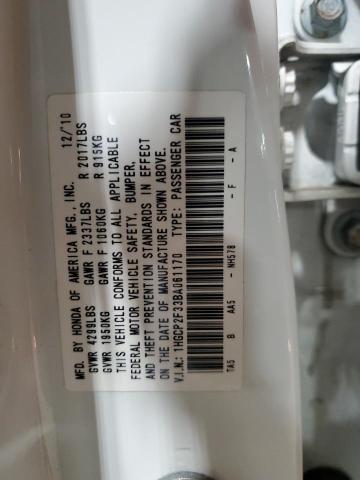 MFD. BY HONDA OF AMERICA MFG., INC. 12/10
GVWR 4299LBS GAWR F 2337LBS R 2017LBS
GVWR 1950KG GAWR F 1060KG R 915KG
THIS VEHICLE CONFORMS TO ALL APPLICABLE
FEDERAL MOTOR VEHICLE SAFETY, BUMPER,
AND THEFT PREVENTION STANDARDS IN EFFECT
ON THE DATE OF MANUFACTURE SHOWN ABOVE.
V.I.N.: 1HGCP2F33BA061170 TYPE: PASSENGER CAR
TA5 B AA5 - NH578 - F - A